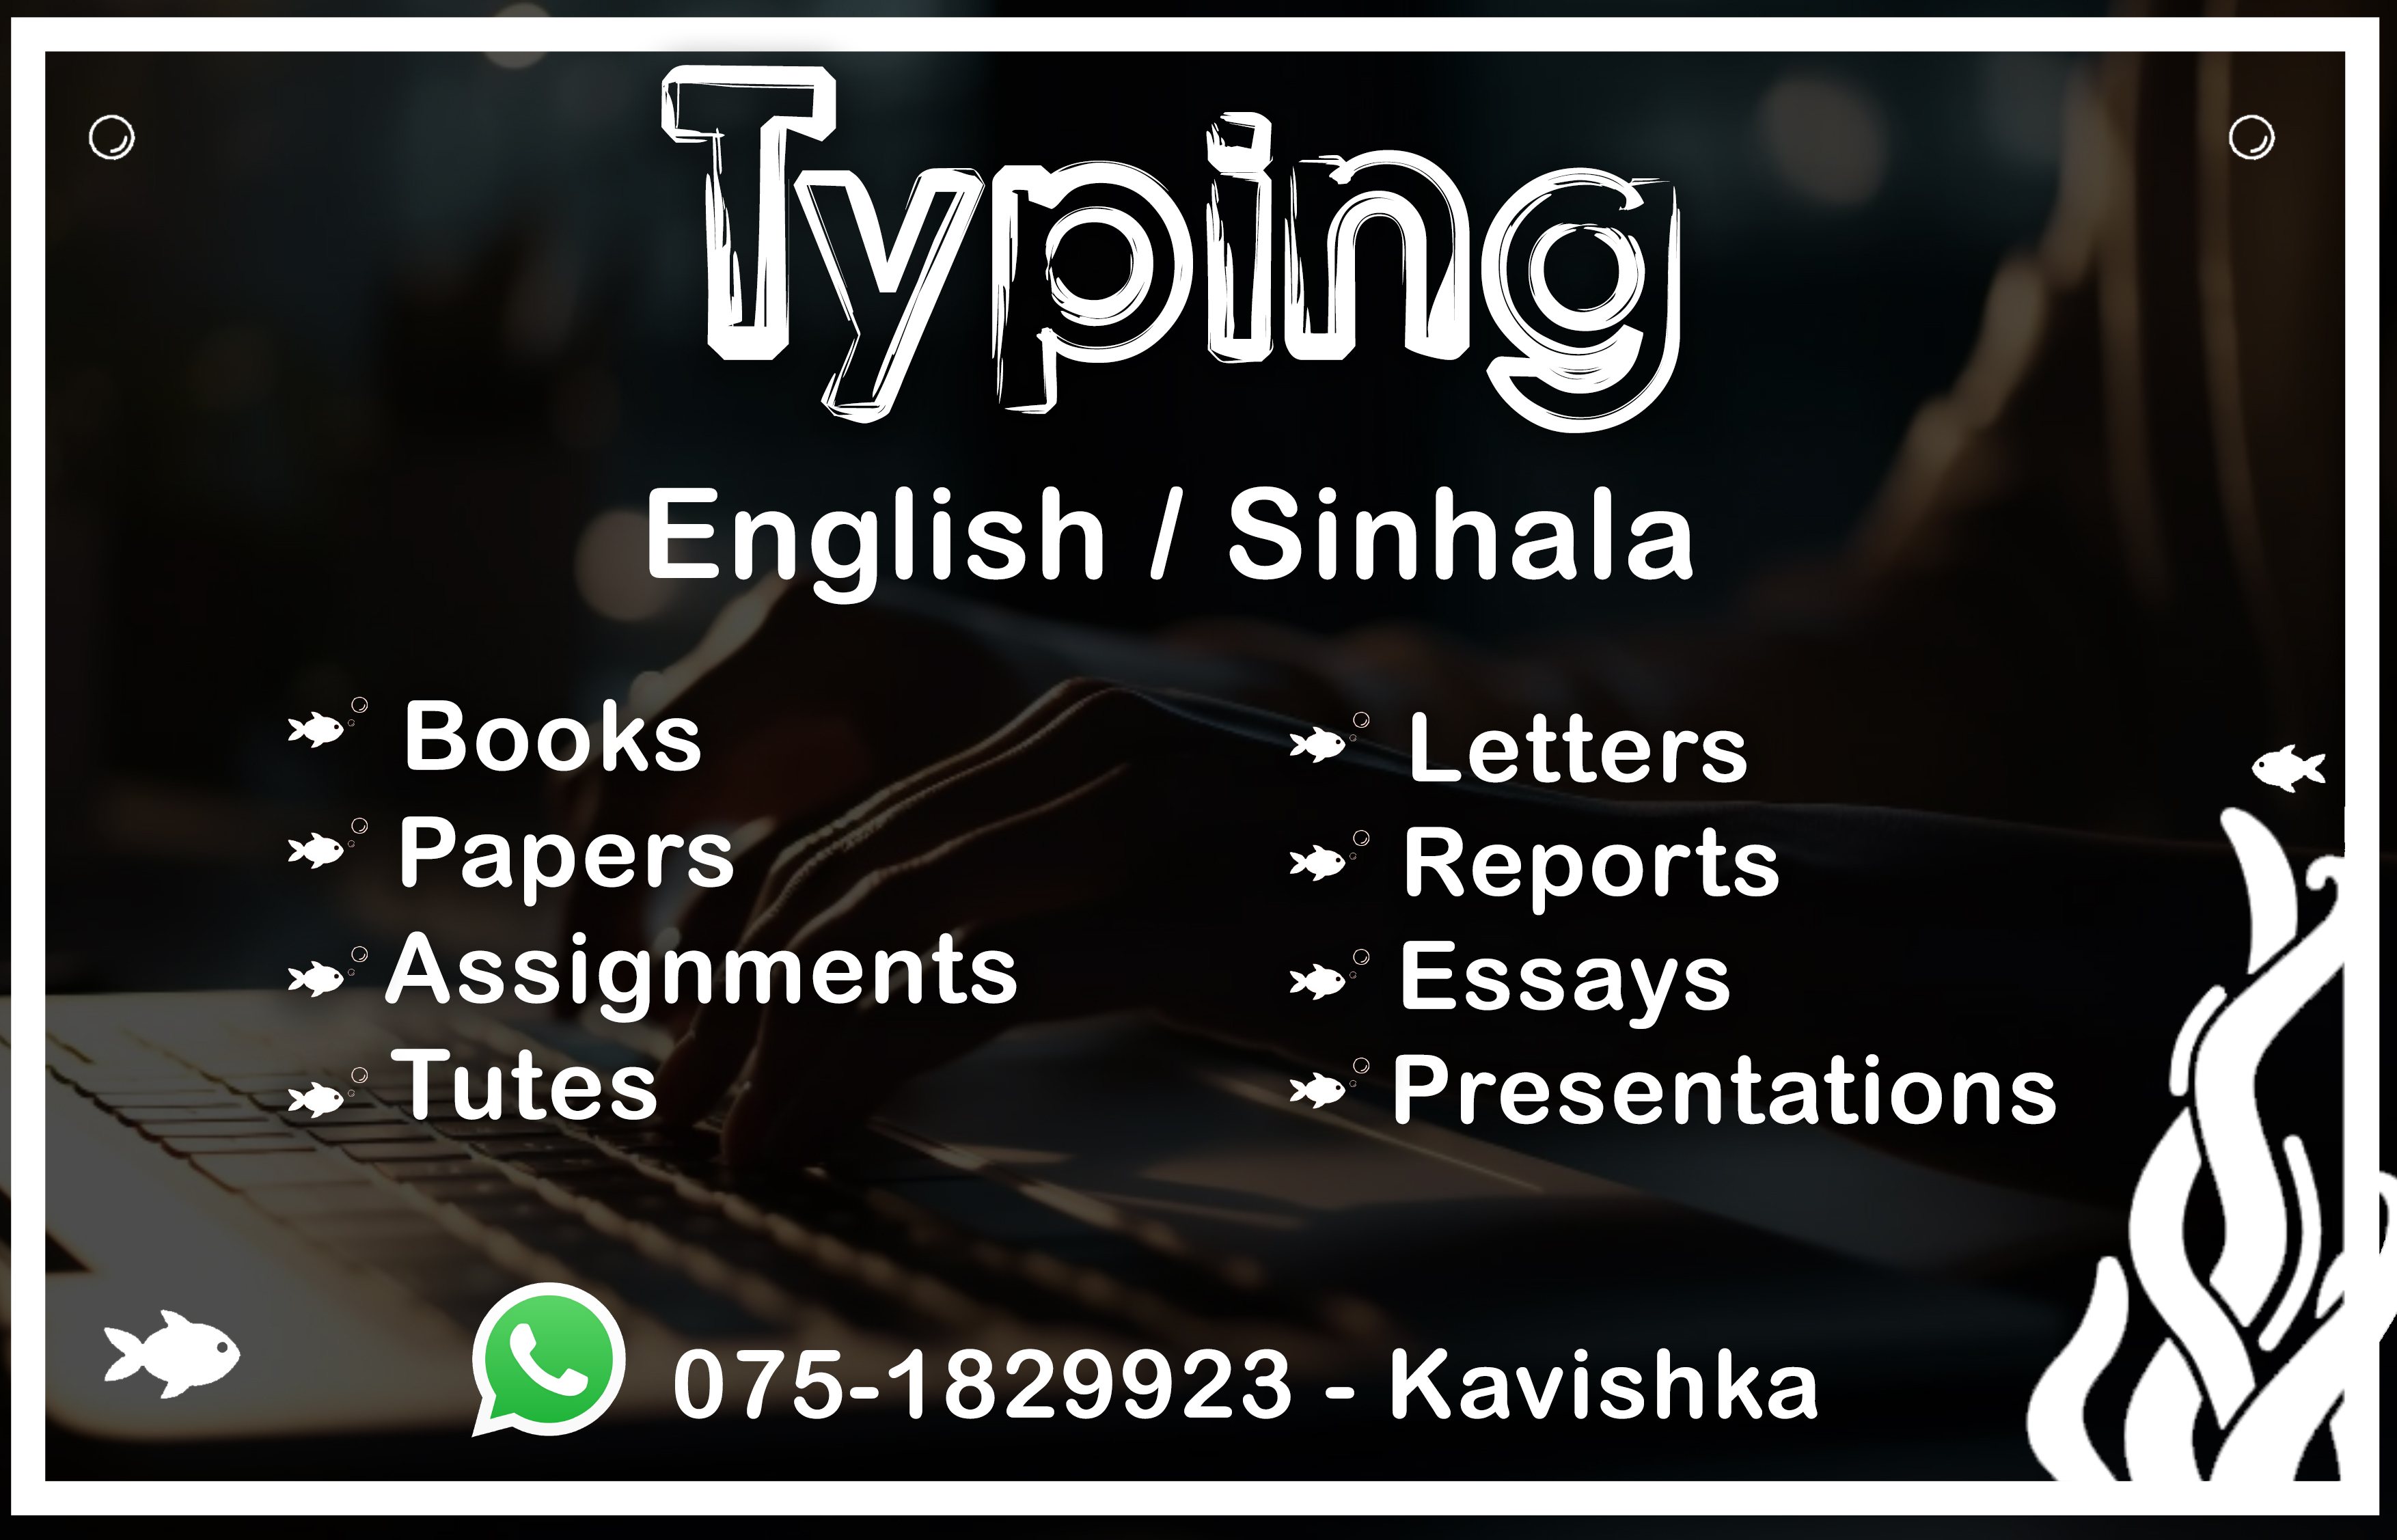 Typing
English / Sinhala
Books
Papers
Assignments
Tutes
Letters
Reports
Essays
Presentations
075-1829923 - Kavishka